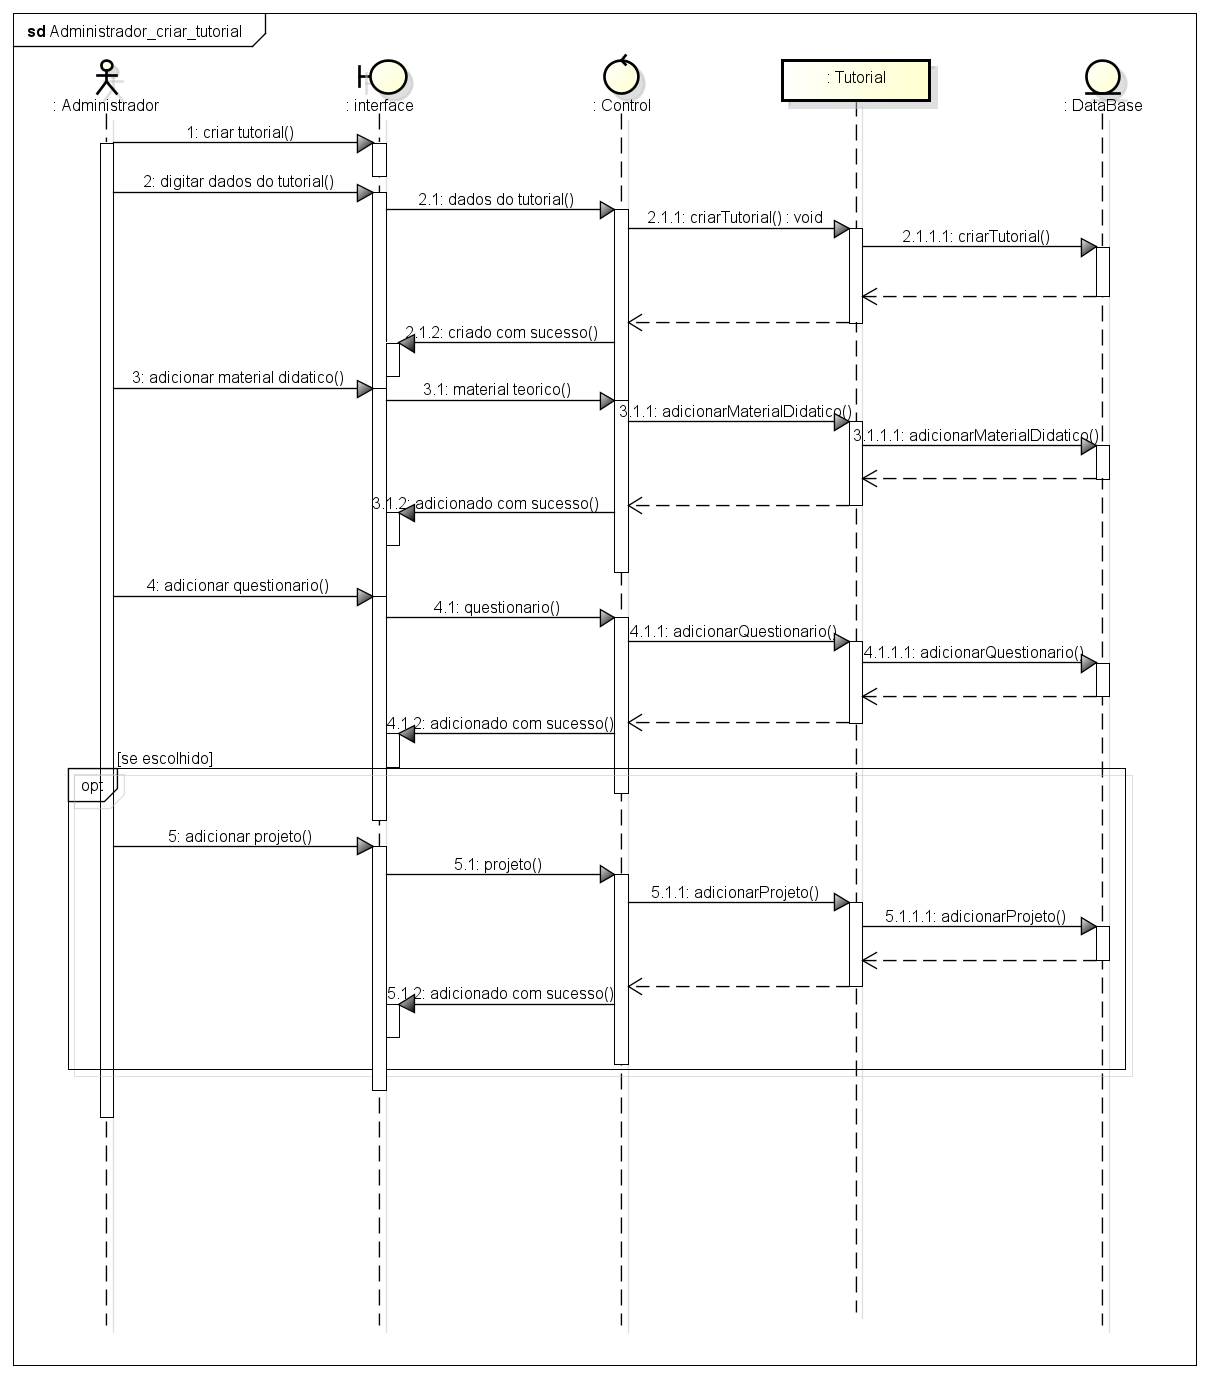 sd Administrador_criar_tutorial
: Administrador
: interface
: Control
: Tutorial
: DataBase
1: criar tutorial()
2: digitar dados do tutorial()
2.1: dados do tutorial()
2.1.1: criarTutorial() : void
2.1.1.1: criarTutorial()
2.1.2: criado com sucesso()
3: adicionar material didatico()
3.1: material teorico()
3.1.1: adicionarMaterialDidatico()
3.1.1.1: adicionarMaterialDidatico()
3.1.2: adicionado com sucesso()
4: adicionar questionario()
4.1: questionario()
4.1.1: adicionarQuestionario()
4.1.1.1: adicionarQuestionario()
4.1.2: adicionado com sucesso()
[se escolhido]
opt
5: adicionar projeto()
5.1: projeto()
5.1.1: adicionarProjeto()
5.1.1.1: adicionarProjeto()
5.1.2: adicionado com sucesso()